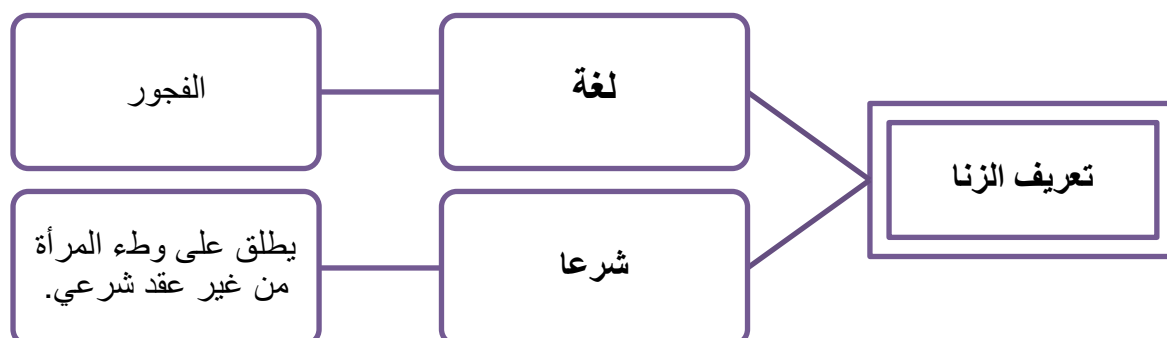 تعريف الزنا
لغة
الفجور
شرعا
يطلق على وطء المرأة
من غير عقد شرعي.